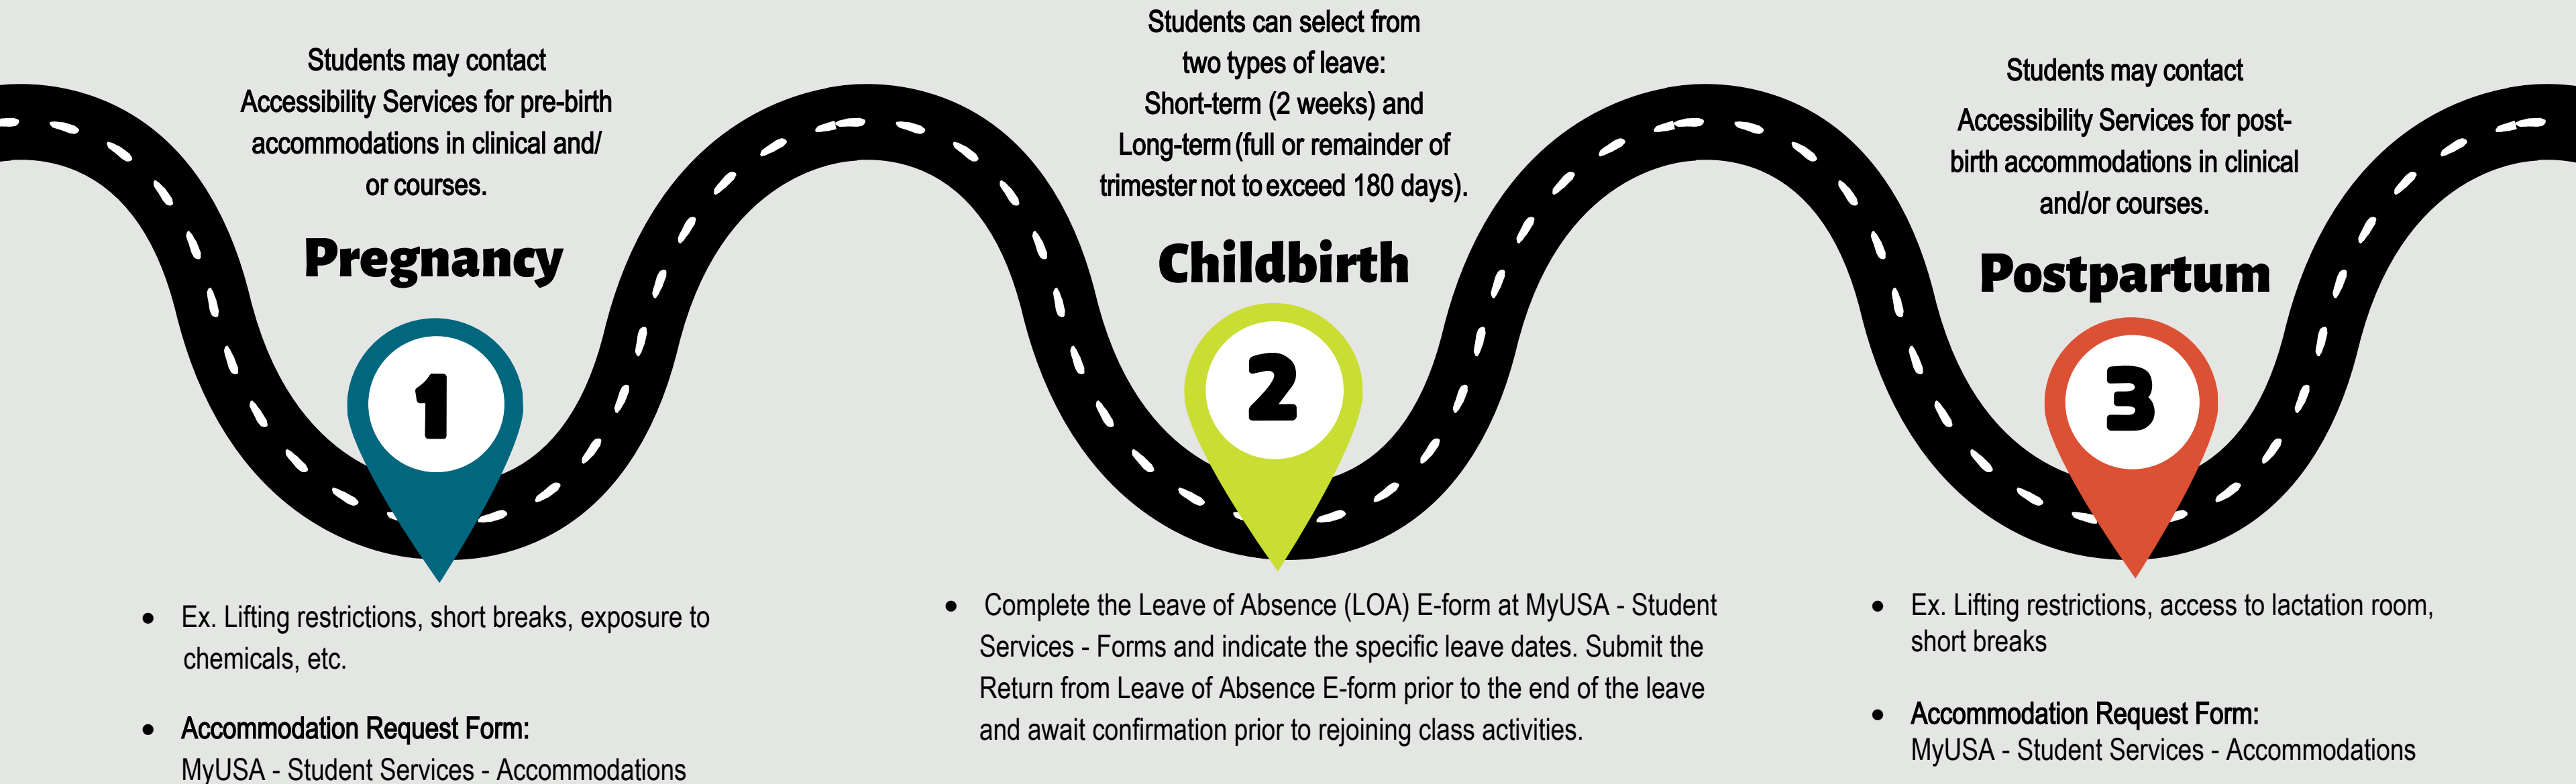 Students may contact
Accessibility Services for pre-birth
accommodations in clinical and/
or courses.
Pregnancy
1
• Ex. Lifting restrictions, short breaks, exposure to
chemicals, etc.
• Accommodation Request Form:
MyUSA - Student Services - Accommodations
Students can select from
two types of leave:
Short-term (2 weeks) and
Long-term (full or remainder of
trimester not to exceed 180 days).
Childbirth
2
• Complete the Leave of Absence (LOA) E-form at MyUSA - Student
Services - Forms and indicate the specific leave dates. Submit the
Return from Leave of Absence E-form prior to the end of the leave
and await confirmation prior to rejoining class activities.
Students may contact
Accessibility Services for post-
birth accommodations in clinical
and/or courses.
Postpartum
3
• Ex. Lifting restrictions, access to lactation room,
short breaks
• Accommodation Request Form:
MyUSA - Student Services - Accommodations